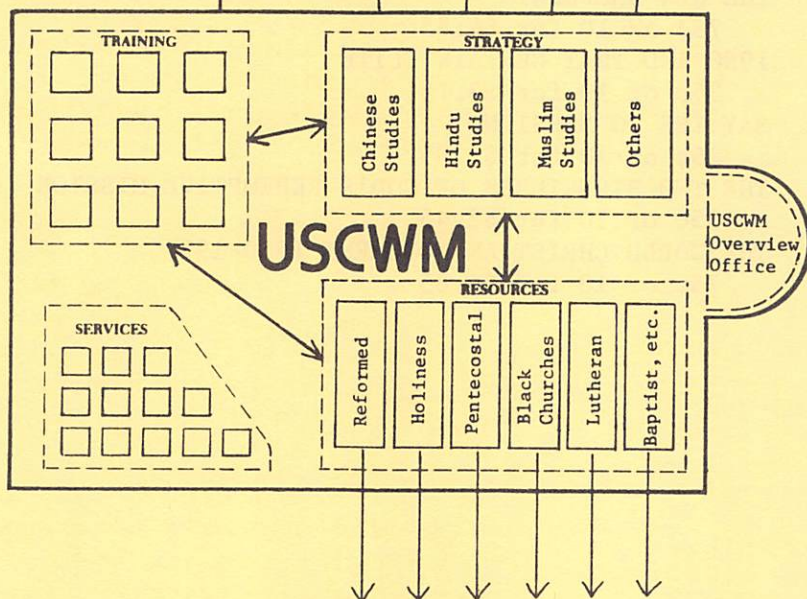 TRAINING
STRATEGY
Chinese
Studies
Hindu
Studies
Muslim
Studies
Others
USCWM
USCWM
Overview
Office
RESOURCES
Reformed
Holiness
Pentecostal
Black
Churches
Lutheran
Baptist, etc.
SERVICES